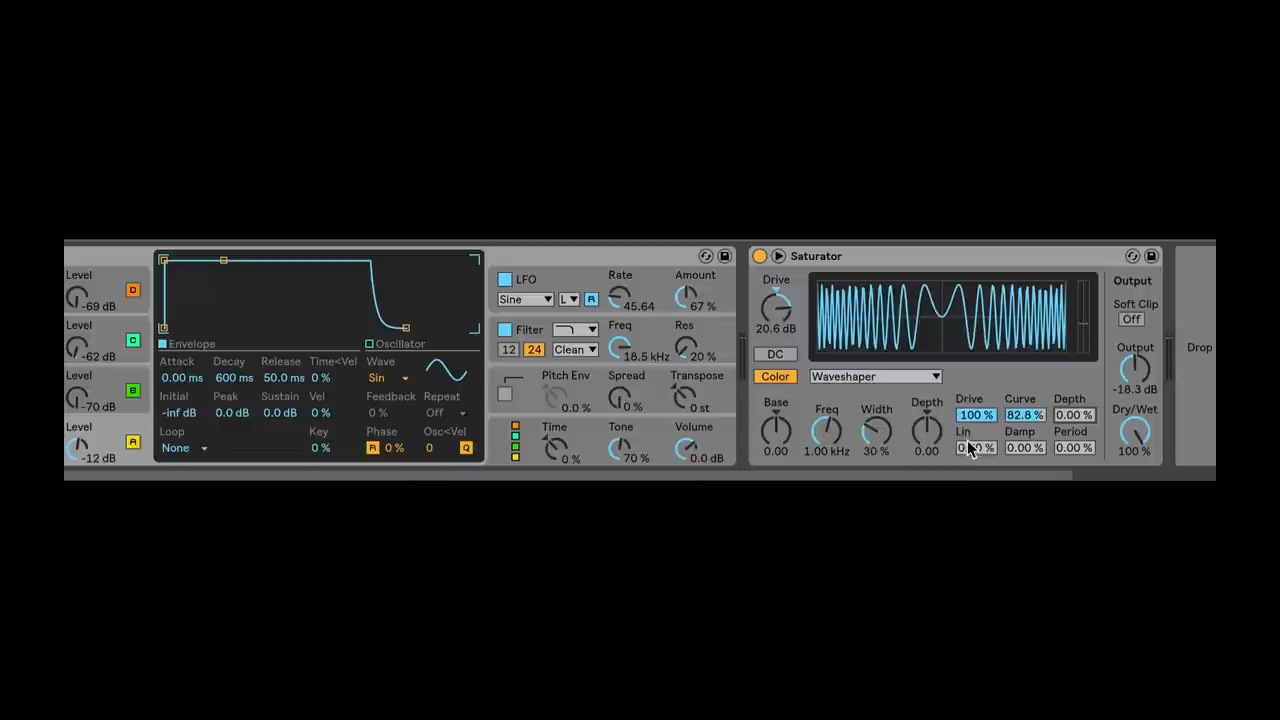 Level
-69 dB
D
Level
-62 dB
C
Level
-70 dB
B
Level
-12 dB
A
Envelope
Oscillator
Attack Decay Release Time<Vel
0.00 ms 600 ms 50.0 ms 0 %
Initial Peak Sustain Vel
-inf dB 0.0 dB 0.0 dB 0 %
Loop Key
None 0 %
Wave
Sin
Feedback Repeat
0 % Off
Phase Osc<Vel
R 0 % 0 Q
LFO Rate Amount
Sine L R 45.64 67 %
Filter Freq Res
12 24 Clean 18.5 kHz 20 %
Pitch Env Spread Transpose
0.0 % 0 % 0 st
Time Tone Volume
0 % 70 % 0.0 dB
Saturator
Drive
20.6 dB
DC
Color
Waveshaper
Base Freq Width Depth
0.00 1.00 kHz 30 % 0.00
Drive Curve Depth
100 % 82.8 % 0.00 %
Lin Damp Period
0.00 % 0.00 %
Output
Soft Clip
Off
Output
-18.3 dB
Dry/Wet
100 %
Drop